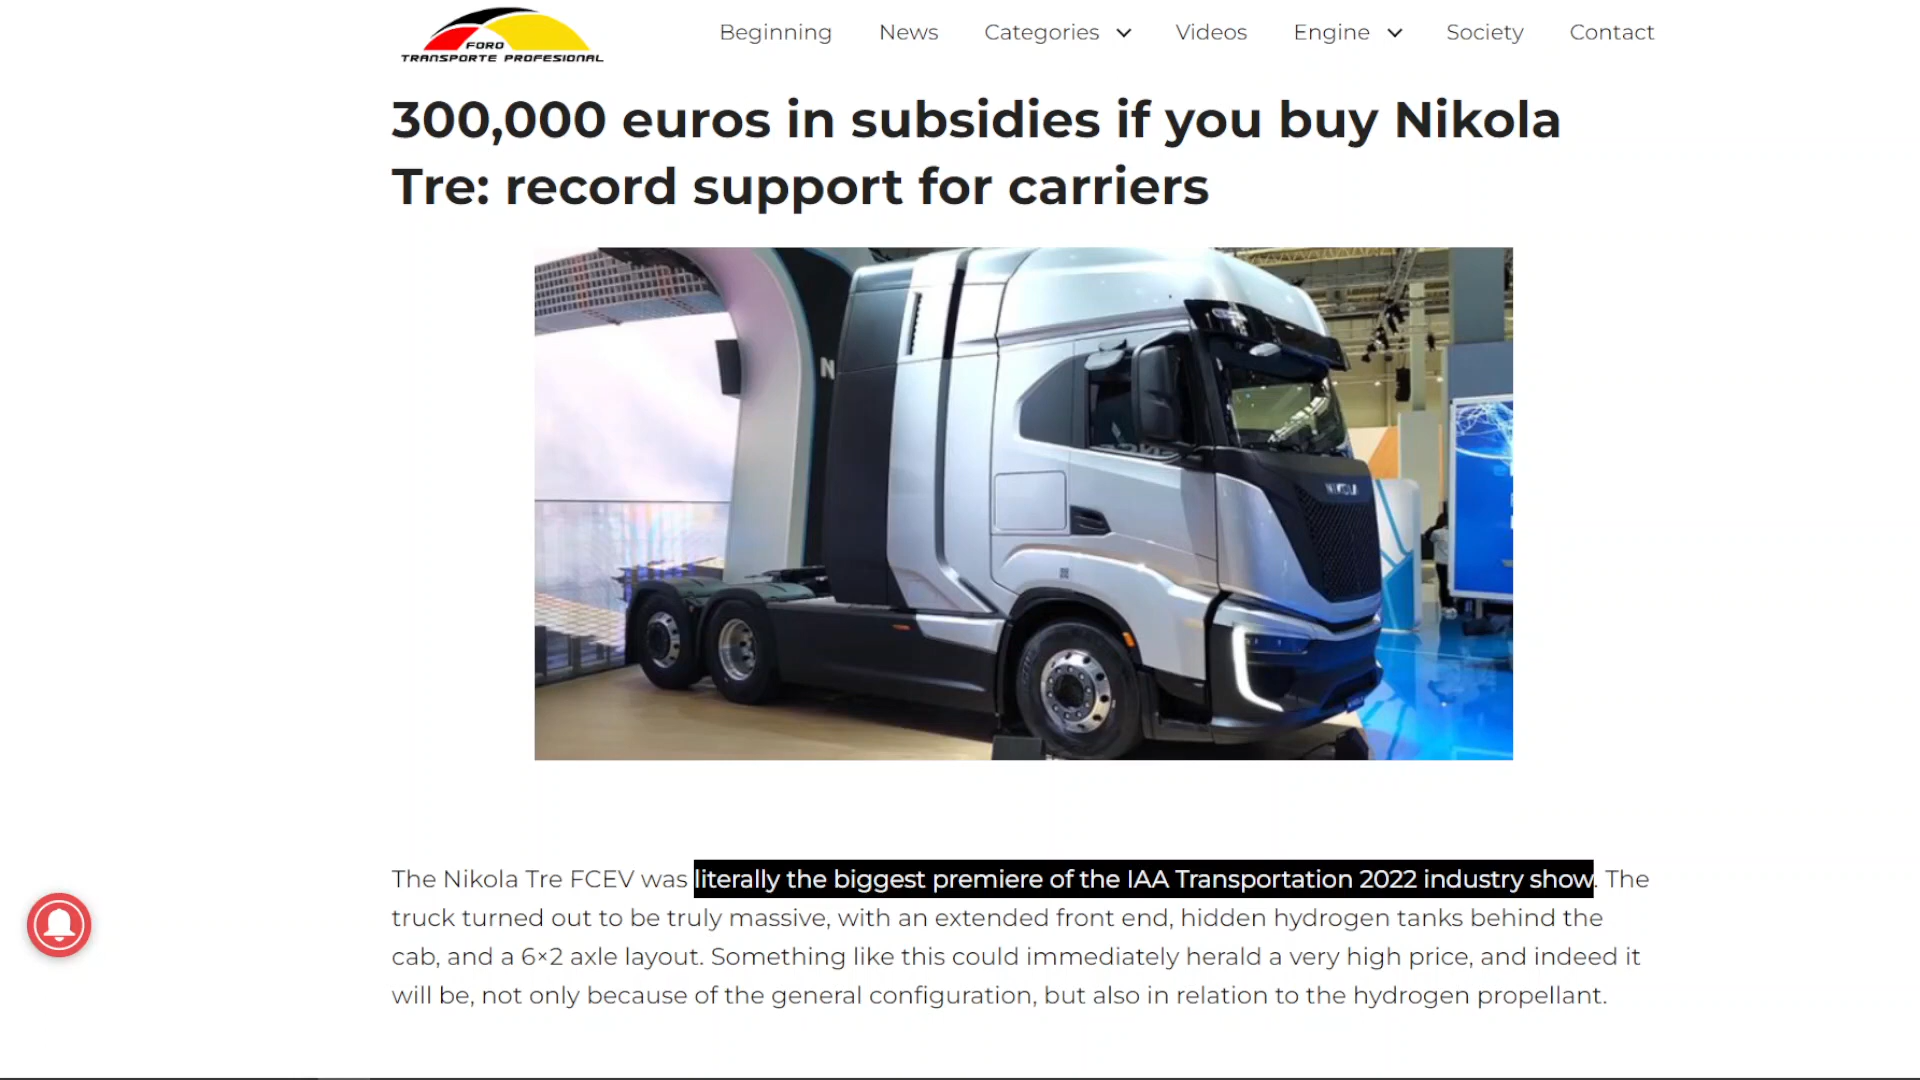 FORO
TRANSPORTE PROFESIONAL
Beginning
News
Categories
Videos
Engine
Society
Contact
300,000 euros in subsidies if you buy Nikola
Tre: record support for carriers
N
NIKOLA
The Nikola Tre FCEV was literally the biggest premiere of the IAA Transportation 2022 industry show. The
truck turned out to be truly massive, with an extended front end, hidden hydrogen tanks behind the
cab, and a 6×2 axle layout. Something like this could immediately herald a very high price, and indeed it
will be, not only because of the general configuration, but also in relation to the hydrogen propellant.